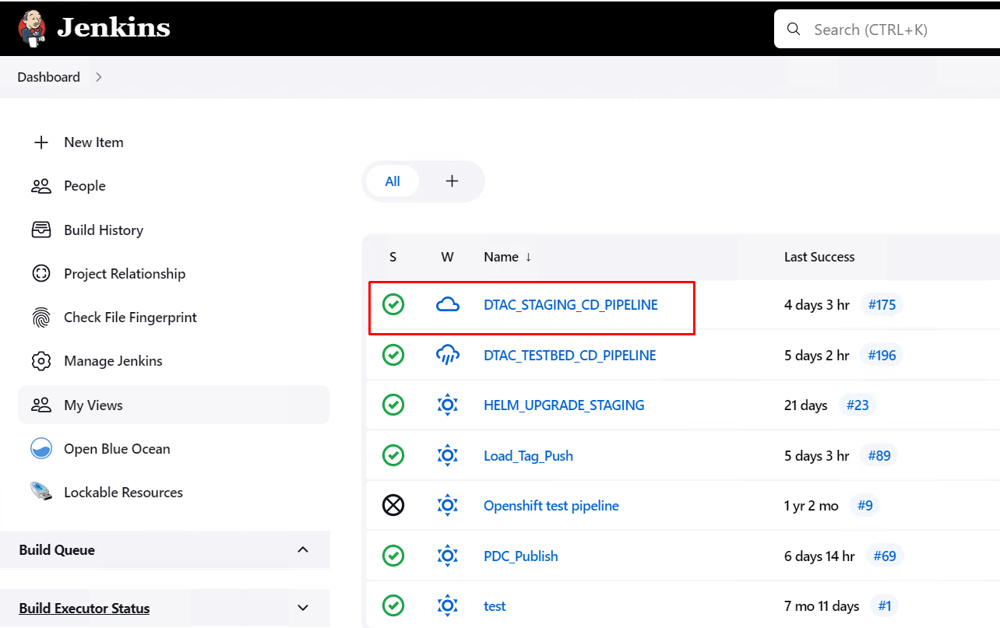 Jenkins
Search (CTRL+K)
Dashboard
New Item
People
Build History
Project Relationship
Check File Fingerprint
Manage Jenkins
My Views
Open Blue Ocean
Lockable Resources
Build Queue
Build Executor Status
All
S W Name ↓ Last Success
DTAC_STAGING_CD_PIPELINE 4 days 3 hr #175
DTAC_TESTBED_CD_PIPELINE 5 days 2 hr #196
HELM_UPGRADE_STAGING 21 days #23
Load_Tag_Push 5 days 3 hr #89
Openshift test pipeline 1 yr 2 mo #9
PDC_Publish 6 days 14 hr #69
test 7 mo 11 days #1